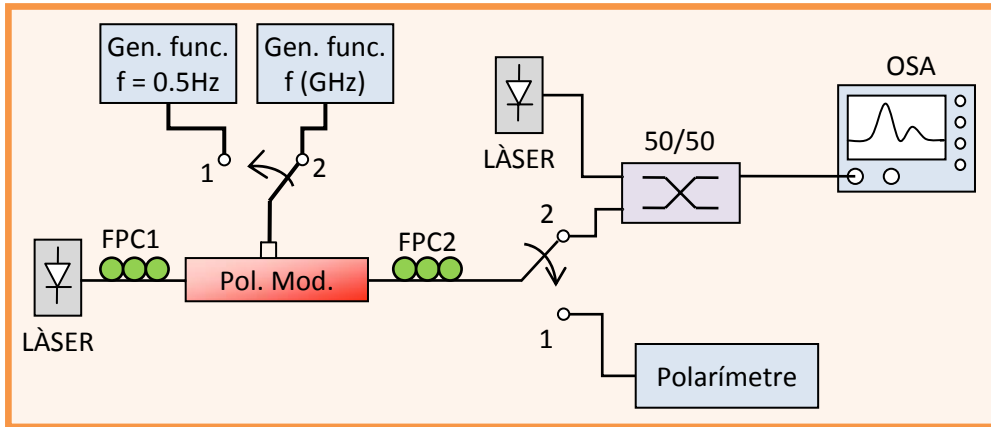 Gen. func.
f = 0.5Hz
Gen. func.
f (GHz)
OSA
LÀSER
50/50
1
2
FPC1
FPC2
2
Pol. Mod.
LÀSER
1
Polarímetre